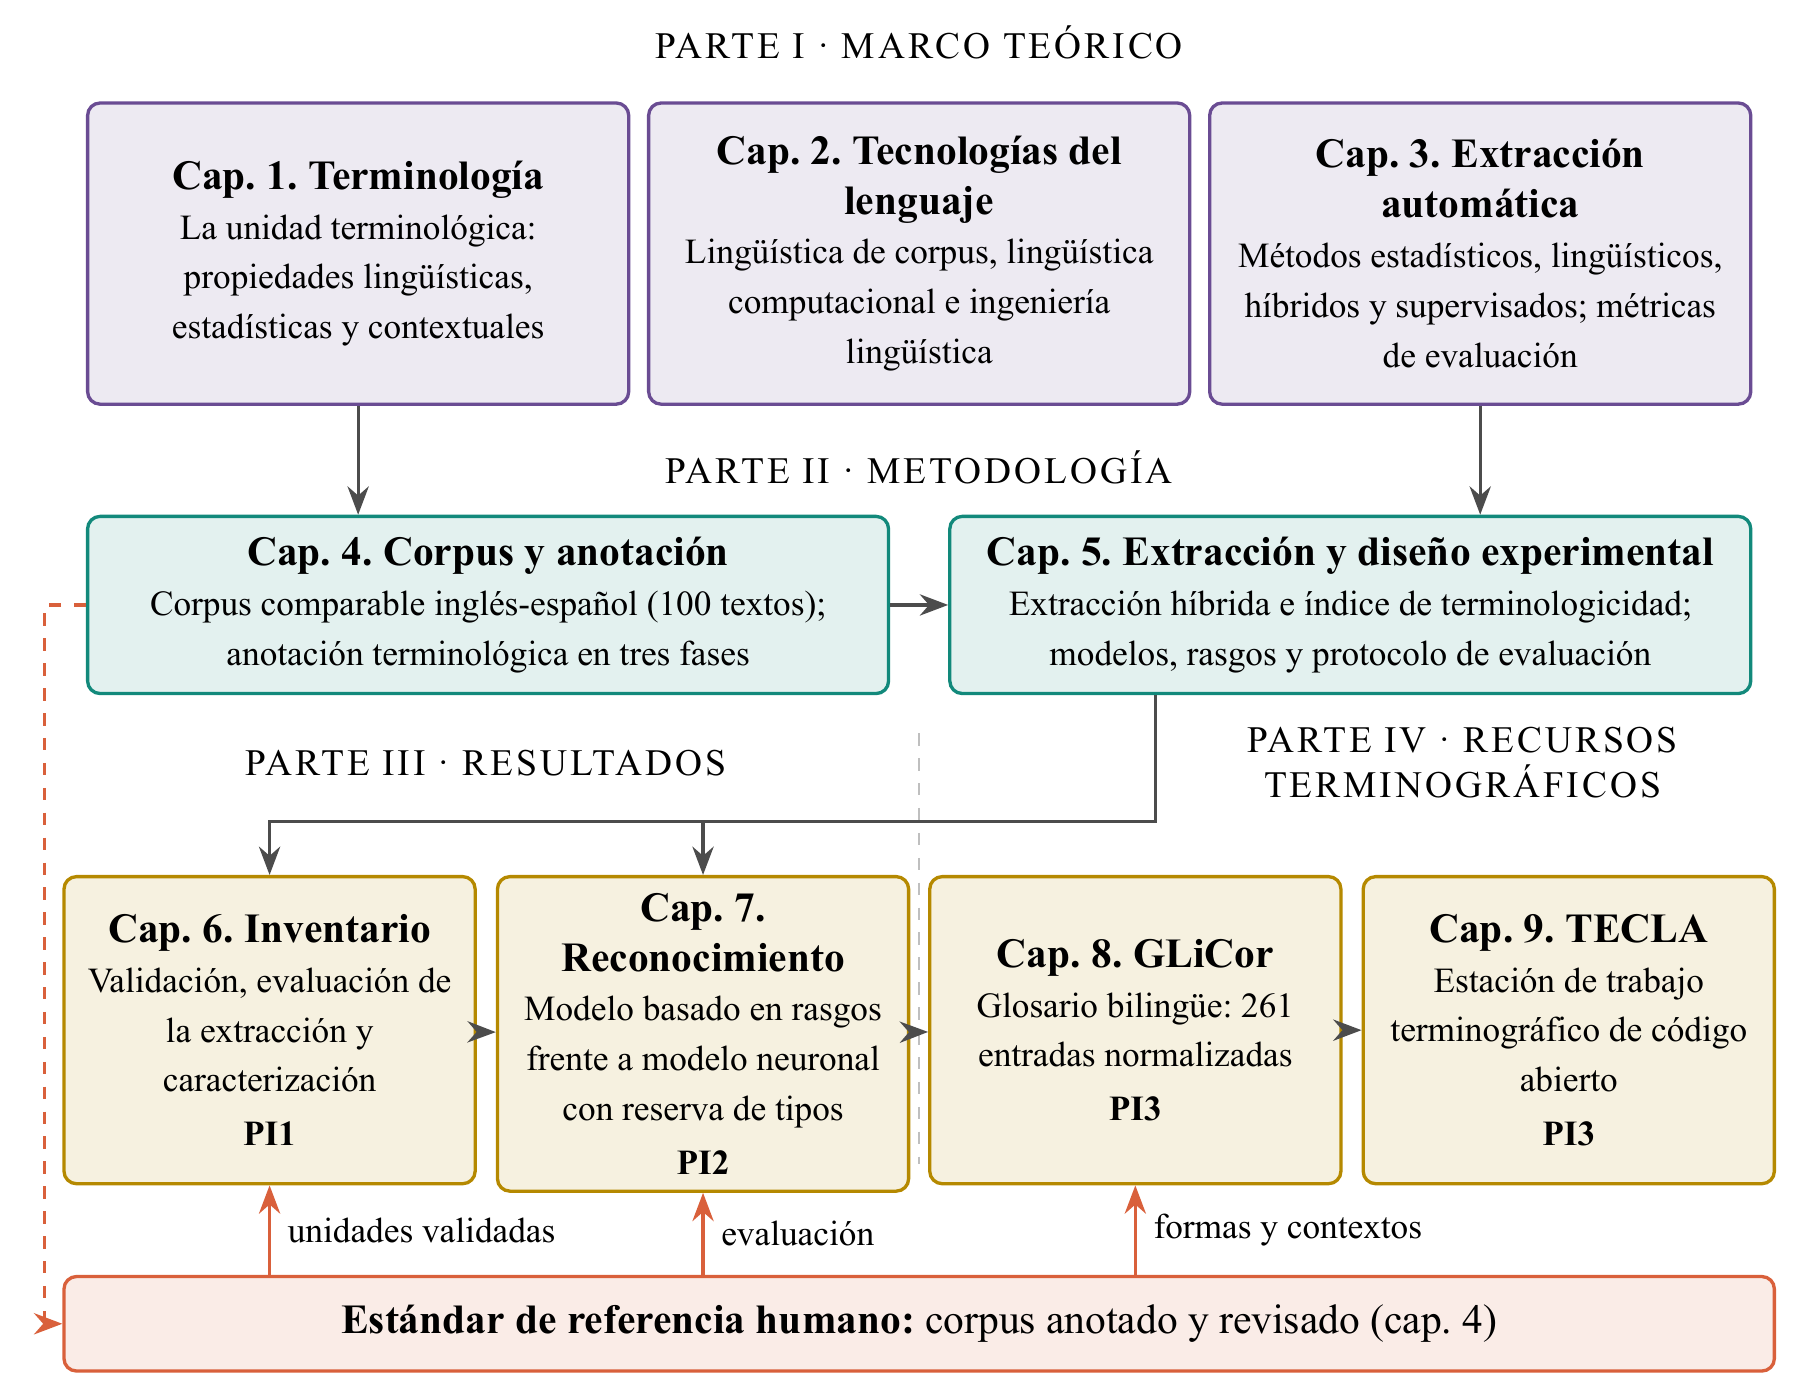 PARTE I · MARCO TEÓRICO
Cap. 1. Terminología
La unidad terminológica:
propiedades lingüísticas,
estadísticas y contextuales
Cap. 2. Tecnologías del
lenguaje
Lingüística de corpus, lingüística
computacional e ingeniería
lingüística
Cap. 3. Extracción
automática
Métodos estadísticos, lingüísticos,
híbridos y supervisados; métricas
de evaluación
PARTE II · METODOLOGÍA
Cap. 4. Corpus y anotación
Corpus comparable inglés-español (100 textos);
anotación terminológica en tres fases
Cap. 5. Extracción y diseño experimental
Extracción híbrida e índice de terminologicidad;
modelos, rasgos y protocolo de evaluación
PARTE III · RESULTADOS
PARTE IV · RECURSOS
TERMINOGRÁFICOS
Cap. 6. Inventario
Validación, evaluación de
la extracción y
caracterización
PI1
Cap. 7.
Reconocimiento
Modelo basado en rasgos
frente a modelo neuronal
con reserva de tipos
PI2
Cap. 8. GLiCor
Glosario bilingüe: 261
entradas normalizadas
PI3
Cap. 9. TECLA
Estación de trabajo
terminográfico de código
abierto
PI3
unidades validadas
evaluación
formas y contextos
Estándar de referencia humano: corpus anotado y revisado (cap. 4)